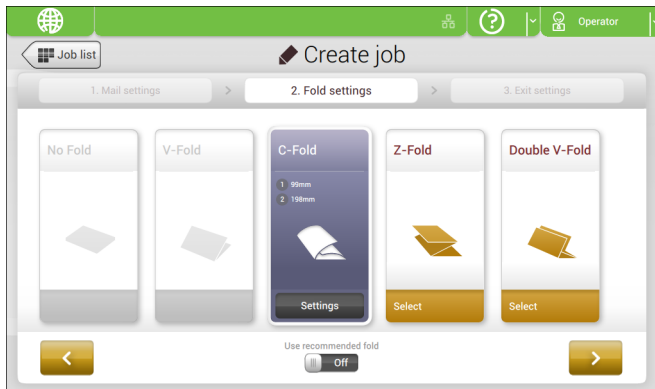 Operator
Job list
Create job
1. Mail settings > 2. Fold settings > 3. Exit settings
No Fold
V-Fold
C-Fold
1 99mm
2 198mm
Settings
Z-Fold
Select
Double V-Fold
Select
Use recommended fold
Off